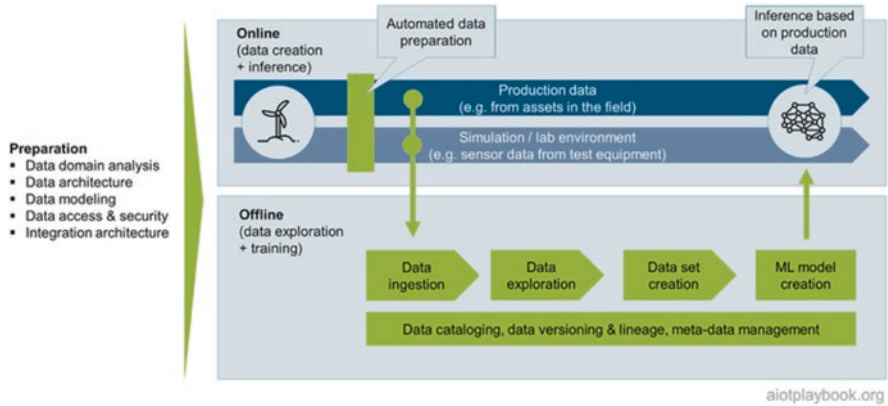 Preparation
▪ Data domain analysis
▪ Data architecture
▪ Data modeling
▪ Data access & security
▪ Integration architecture
Online
(data creation
+ inference)
Automated data
preparation
Inference based
on production
data
Production data
(e.g. from assets in the field)
Simulation / lab environment
(e.g. sensor data from test equipment)
Offline
(data exploration
+ training)
Data
ingestion
Data
exploration
Data set
creation
ML model
creation
Data cataloging, data versioning & lineage, meta-data management
aiotplaybook.org